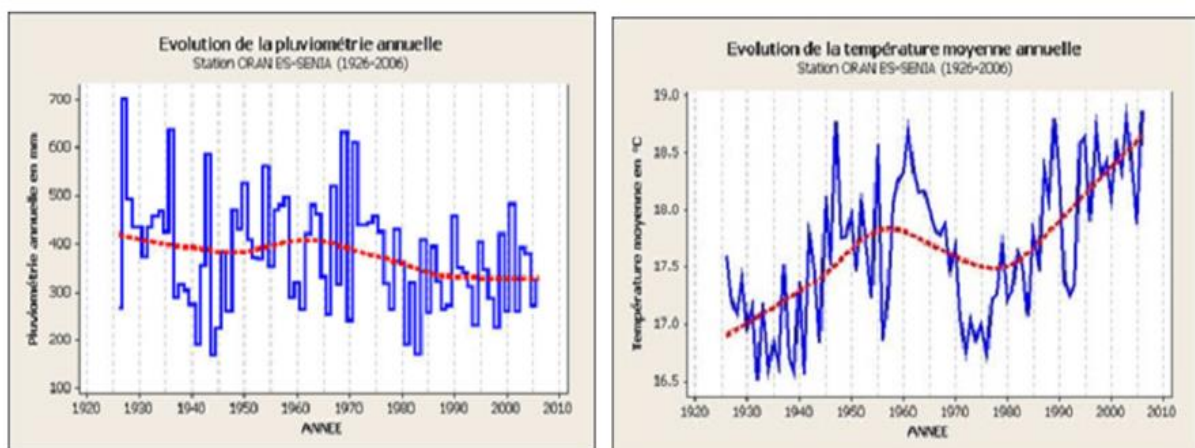 Evolution de la pluviométrie annuelle
Station ORAN ES-SENIA (1926-2006)
Pluviométrie annuelle en mm
700
600
500
400
300
200
100
1920 1930 1940 1950 1960 1970 1980 1990 2000 2010
ANNEE
Evolution de la température moyenne annuelle
Station ORAN ES-SENIA (1926-2006)
Température moyenne en °C
19.0
18.5
18.0
17.5
17.0
16.5
1920 1930 1940 1950 1960 1970 1980 1990 2000 2010
ANNEE